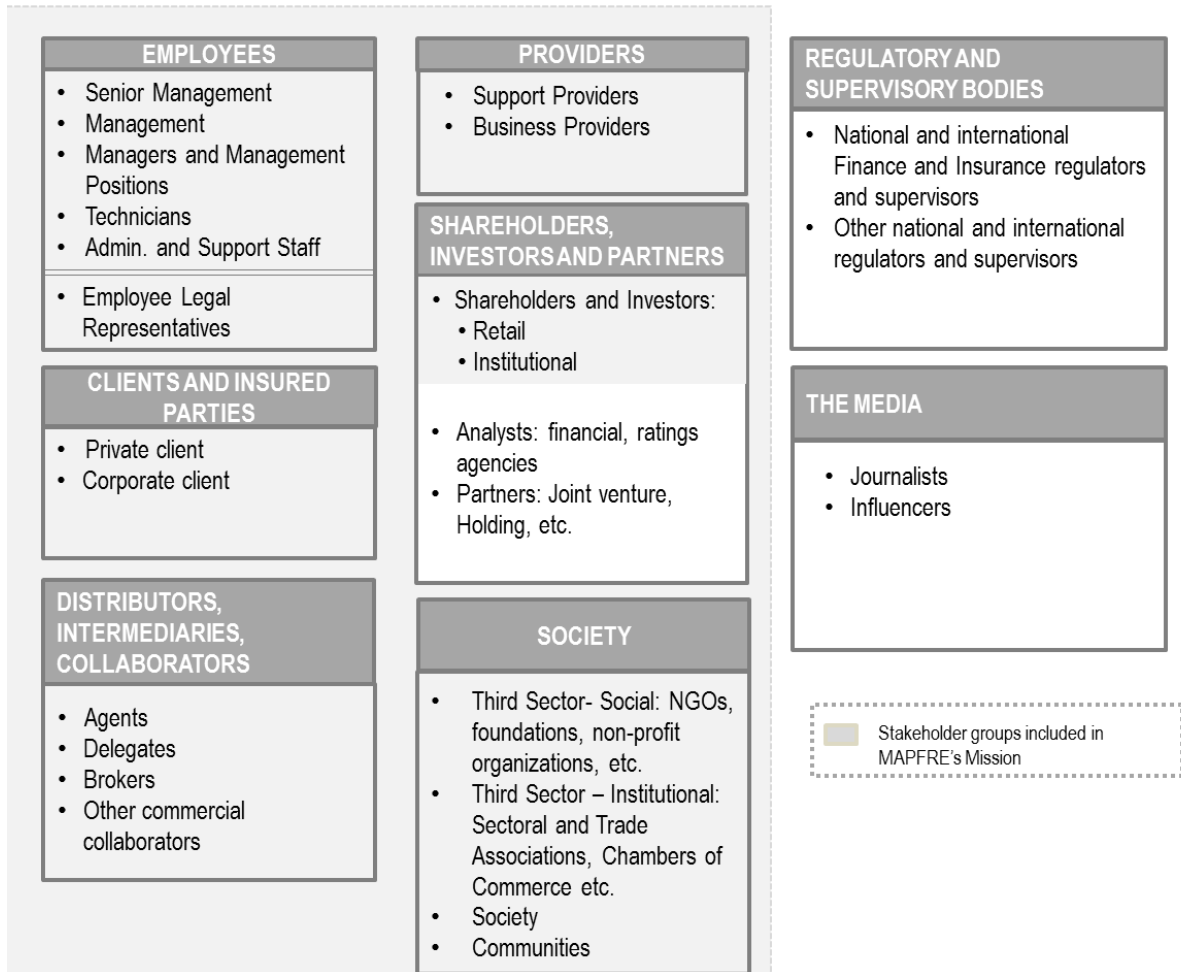 EMPLOYEES
• Senior Management
• Management
• Managers and Management
Positions
• Technicians
• Admin. and Support Staff
• Employee Legal
Representatives
CLIENTS AND INSURED
PARTIES
• Private client
• Corporate client
DISTRIBUTORS,
INTERMEDIARIES,
COLLABORATORS
• Agents
• Delegates
• Brokers
• Other commercial
collaborators
PROVIDERS
• Support Providers
• Business Providers
SHAREHOLDERS,
INVESTORS AND PARTNERS
• Shareholders and Investors:
• Retail
• Institutional
• Analysts: financial, ratings
agencies
• Partners: Joint venture,
Holding, etc.
SOCIETY
• Third Sector- Social: NGOs,
foundations, non-profit
organizations, etc.
• Third Sector – Institutional:
Sectoral and Trade
Associations, Chambers of
Commerce etc.
• Society
• Communities
REGULATORY AND
SUPERVISORY BODIES
• National and international
Finance and Insurance regulators
and supervisors
• Other national and international
regulators and supervisors
THE MEDIA
• Journalists
• Influencers
Stakeholder groups included in
MAPFRE's Mission